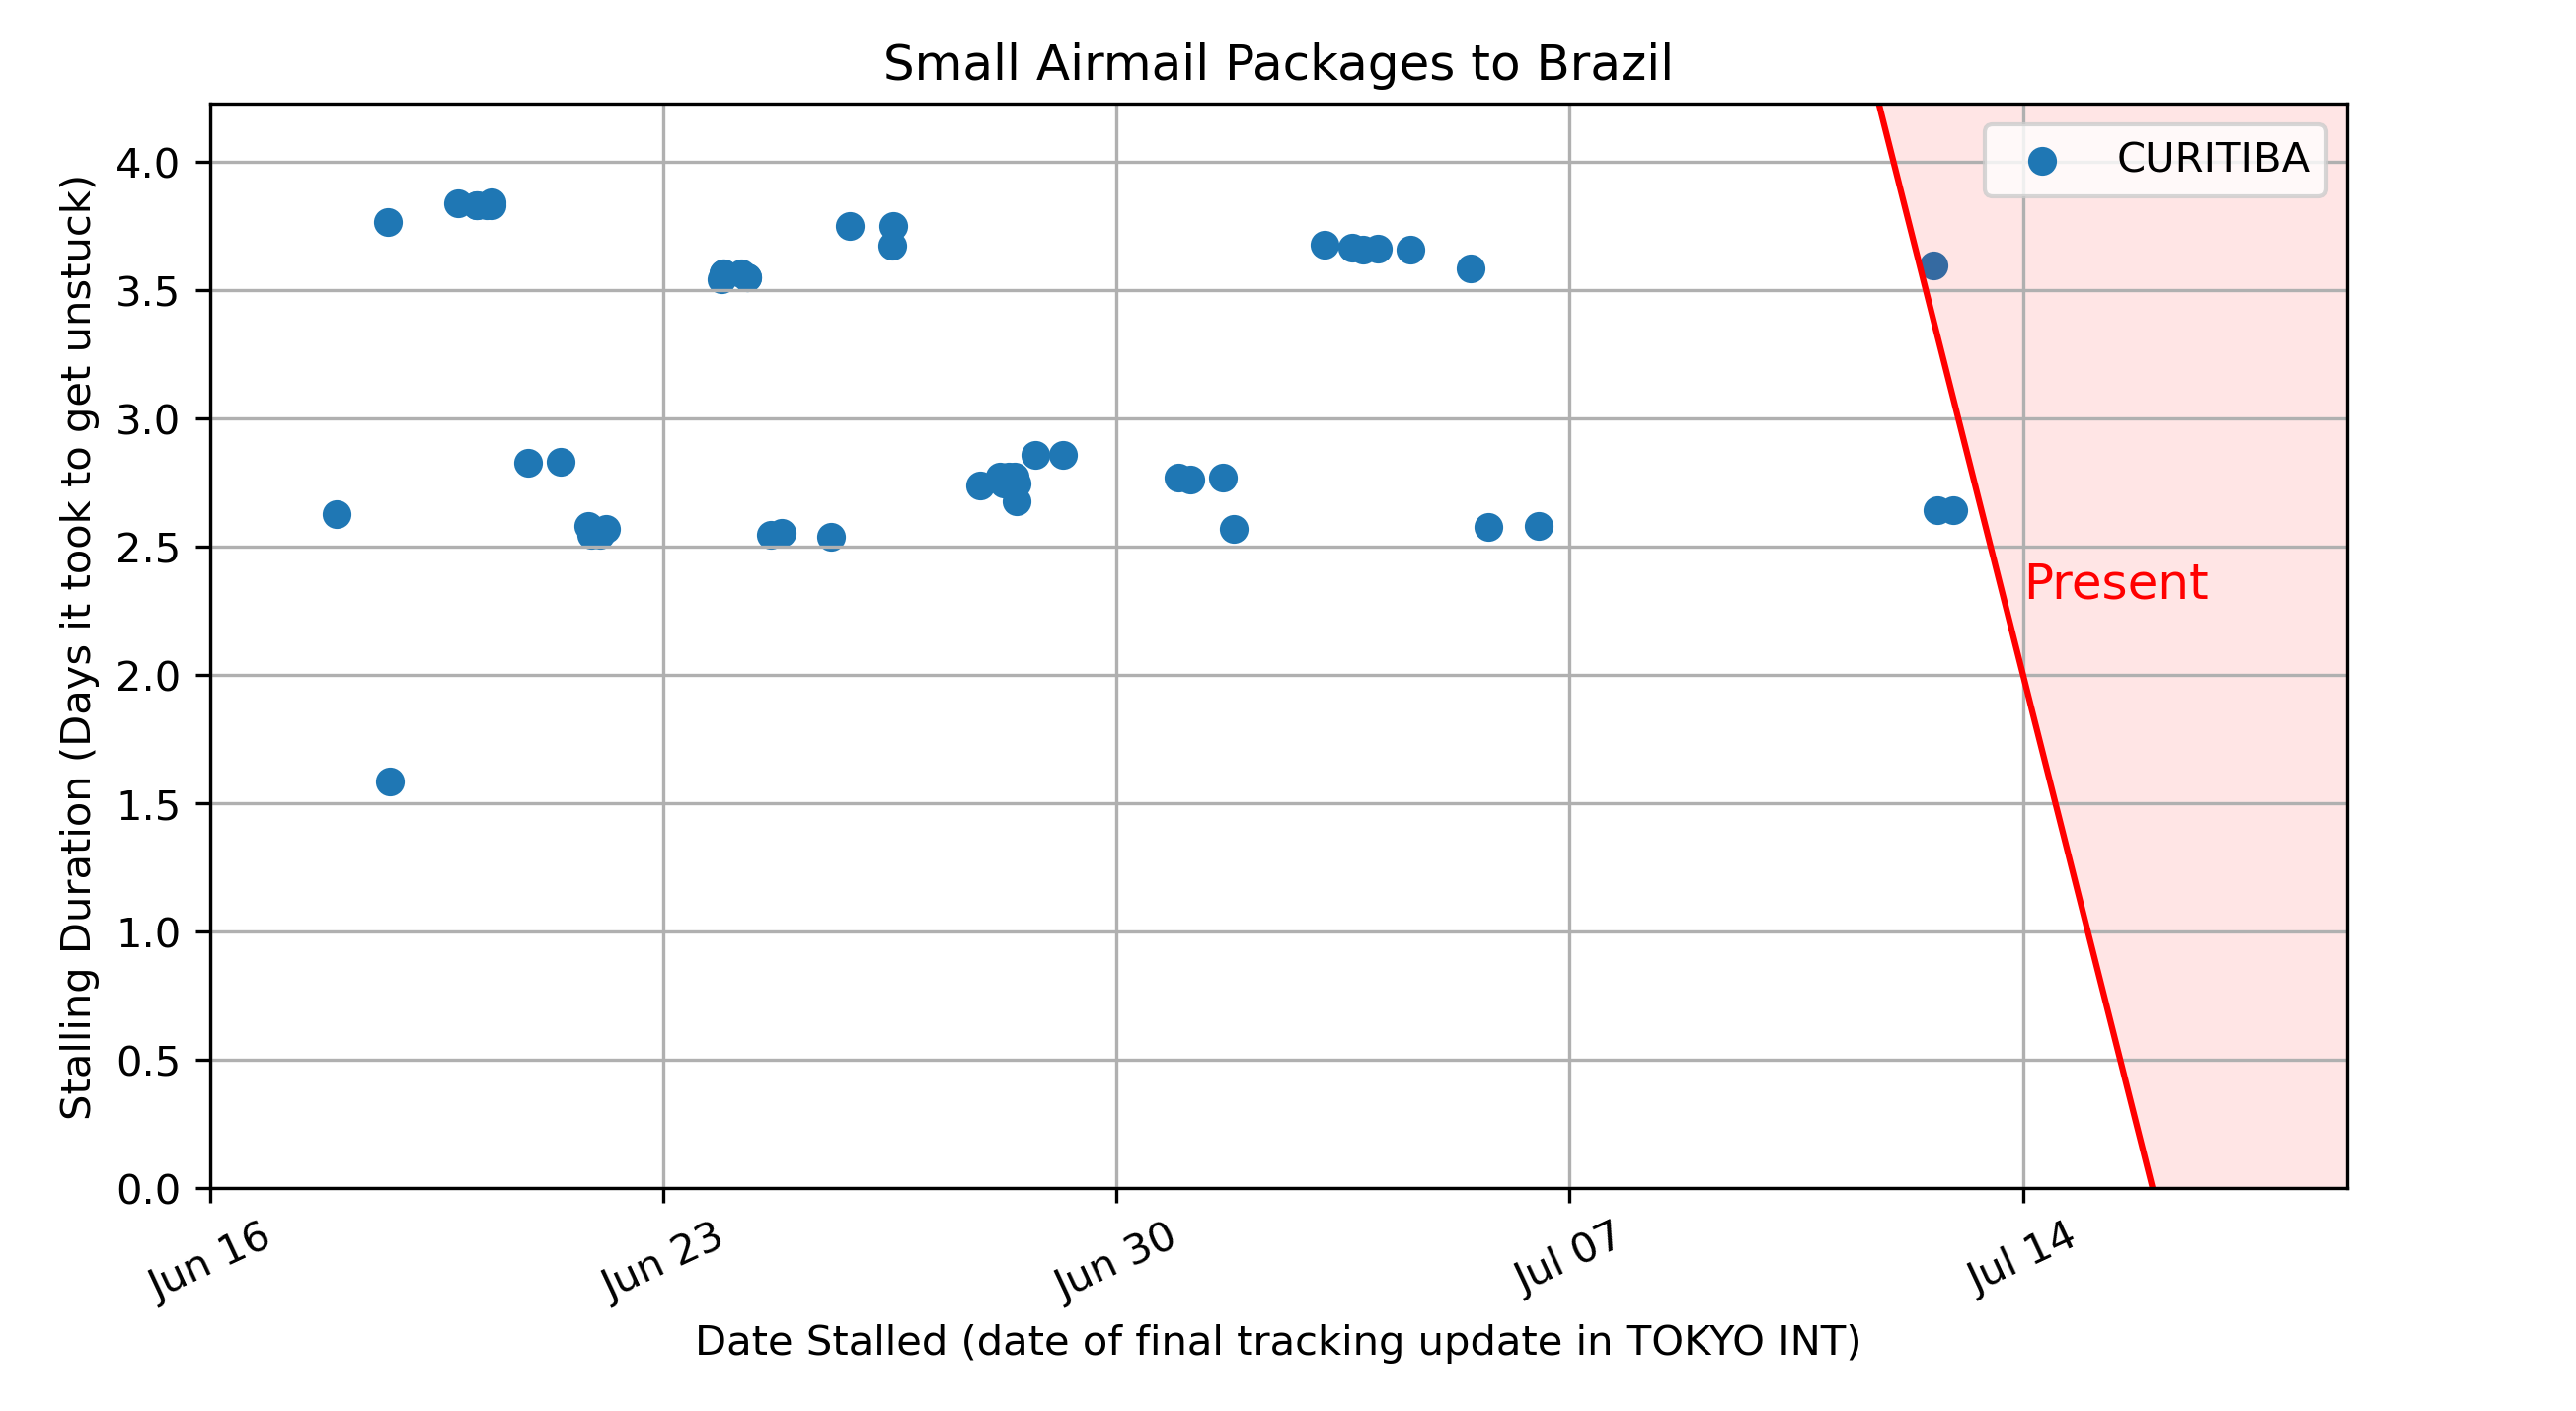 Small Airmail Packages to Brazil
CURITIBA
Present
Stalling Duration (Days it took to get unstuck)
4.0
3.5
3.0
2.5
2.0
1.5
1.0
0.5
0.0
Jun 16
Jun 23
Jun 30
Jul 07
Jul 14
Date Stalled (date of final tracking update in TOKYO INT)